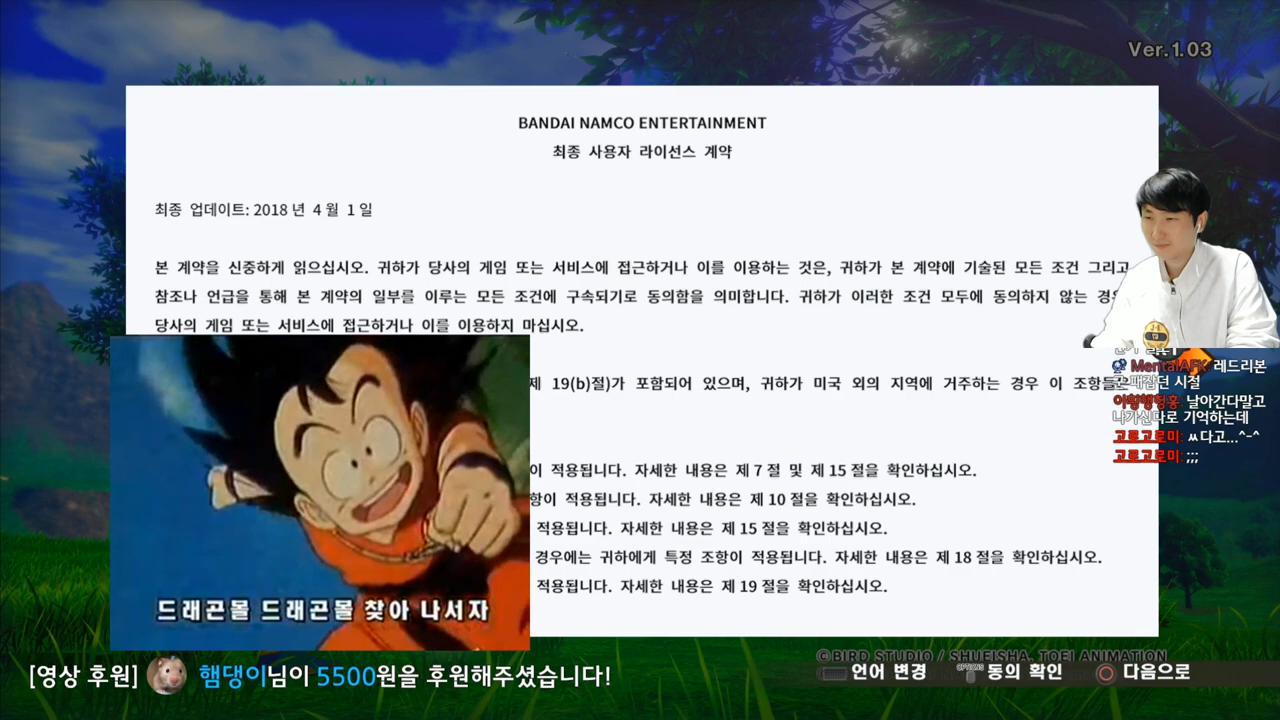 Ver.1.03
BANDAI NAMCO ENTERTAINMENT
최종 사용자 라이선스 계약
최종 업데이트: 2018 년 4 월 1 일
본 계약을 신중하게 읽으십시오. 귀하가 당사의 게임 또는 서비스에 접근하거나 이를 이용하는 것은, 귀하가 본 계약에 기술된 모든 조건 그리고
참조나 언급을 통해 본 계약의 일부를 이루는 모든 조건에 구속되기로 동의함을 의미합니다. 귀하가 이러한 조건 모두에 동의하지 않는
당사의 게임 또는 서비스에 접근하거나 이를 이용하지 마십시오.
제 19(b)절)가 포함되어 있으며, 귀하가 미국 외의 지역에 거주하는 경우 이
이 적용됩니다. 자세한 내용은 제 7 절 및 제 15 절을 확인하십시오.
항이 적용됩니다. 자세한 내용은 제 10 절을 확인하십시오.
적용됩니다. 자세한 내용은 제 15 절을 확인하십시오.
경우에는 귀하에게 특정 조항이 적용됩니다. 자세한 내용은 제 18 절을 확인하십시오.
적용됩니다. 자세한 내용은 제 19 절을 확인하십시오.
드래곤몰 드래곤몰 찾아 나서자
MentalAFK: 레드리본
때잡던 시절
날아간다말고
나가신다로 기억하는데
고로고로미: ㅆ다고...^-^
고로고로미: ;;;
[영상 후원] 햄댕이님이 5500원을 후원해주셨습니다!
©BIRD STUDIO / SHUEISHA, TOEI ANIMATION
언어 변경 OPTIONS 동의 확인 다음으로